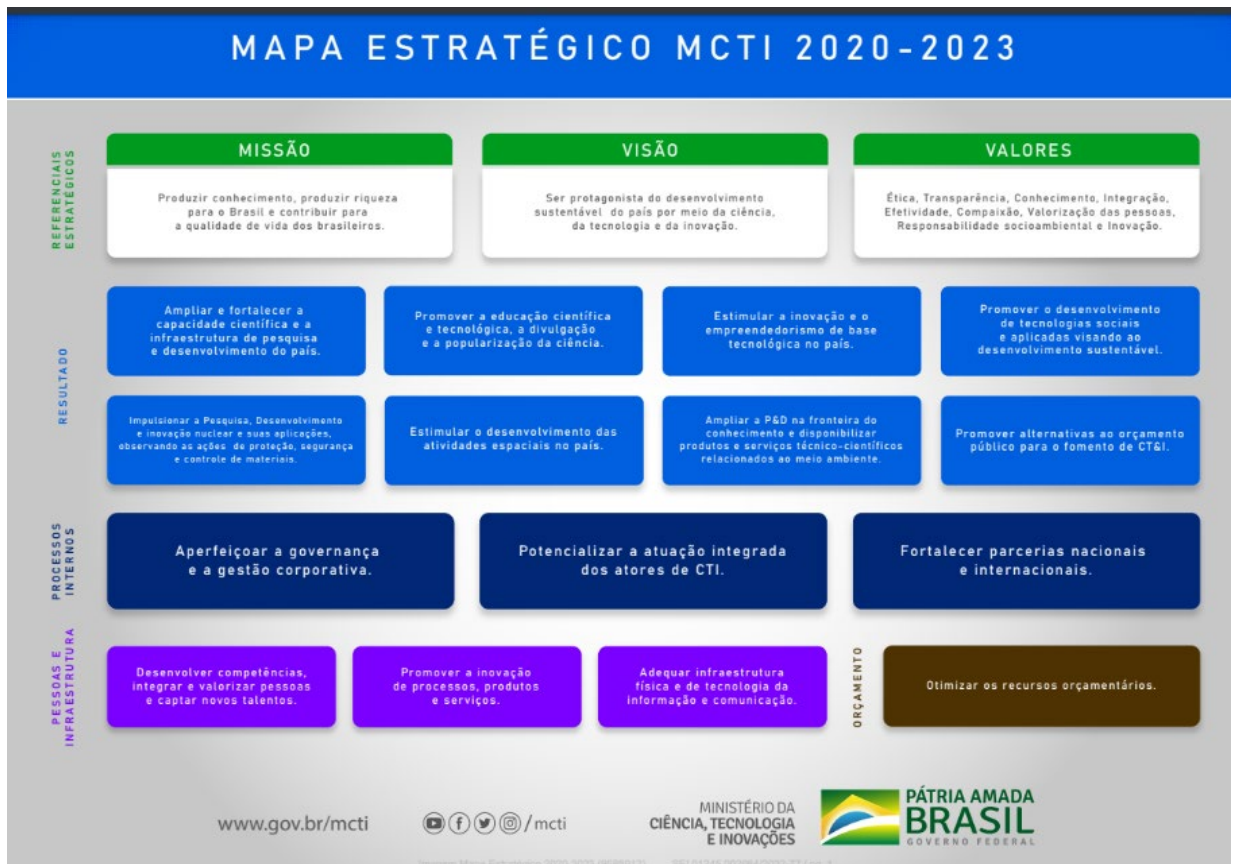 MAPA ESTRATÉGICO MCTI 2020-2023
REFERENCIAIS
ESTRATÉGICOS
MISSÃO
Produzir conhecimento, produzir riqueza
para o Brasil e contribuir para
a qualidade de vida dos brasileiros.
VISÃO
Ser protagonista do desenvolvimento
sustentável do país por meio da ciência,
da tecnologia e da inovação.
VALORES
Ética, Transparência, Conhecimento, Integração,
Efetividade, Compaixão, Valorização das pessoas,
Responsabilidade socioambiental e Inovação.
RESULTADO
Ampliar e fortalecer a
capacidade científica e a
infraestrutura de pesquisa
e desenvolvimento do país.
Promover a educação científica
e tecnológica, a divulgação
e a popularização da ciência.
Estimular a inovação e o
empreendedorismo de base
tecnológica no país.
Promover o desenvolvimento
de tecnologias sociais
e aplicadas visando ao
desenvolvimento sustentável.
Impulsionar a Pesquisa, Desenvolvimento
e inovação nuclear e suas aplicações,
observando as ações de proteção, segurança
e controle de materiais.
Estimular o desenvolvimento das
atividades espaciais no país.
Ampliar a P&D na fronteira do
conhecimento e disponibilizar
produtos e serviços técnico-científicos
relacionados ao meio ambiente.
Promover alternativas ao orçamento
público para o fomento de CT&I.
PROCESSOS
INTERNOS
Aperfeiçoar a governança
e a gestão corporativa.
Potencializar a atuação integrada
dos atores de CTI.
Fortalecer parcerias nacionais
e internacionais.
PESSOAS E
INFRAESTRUTURA
Desenvolver competências,
integrar e valorizar pessoas
e captar novos talentos.
Promover a inovação
de processos, produtos
e serviços.
Adequar infraestrutura
física e de tecnologia da
informação e comunicação.
ORÇAMENTO
Otimizar os recursos orçamentários.
www.gov.br/mcti
/mcti
MINISTÉRIO DA
CIÊNCIA, TECNOLOGIA
E INOVAÇÕES
PÁTRIA AMADA
BRASIL
GOVERNO FEDERAL